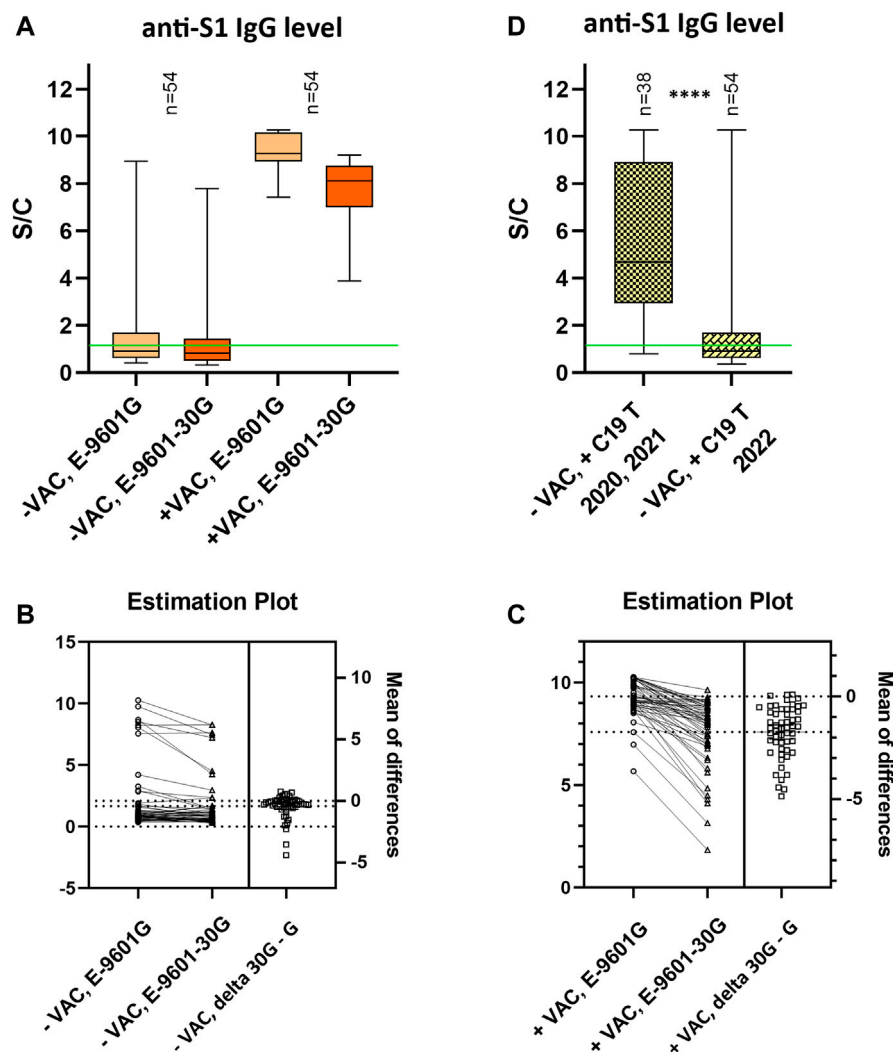 A
anti-S1 IgG level
S/C
12
10
8
6
4
2
0
n=54
n=54
-VAC, E-9601G
-VAC, E-9601-30G
+VAC, E-9601G
+VAC, E-9601-30G
D
anti-S1 IgG level
S/C
12
10
8
6
4
2
0
n=38
****
n=54
- VAC, + C19 T
2020, 2021
- VAC, + C19 T
2022
B
Estimation Plot
15
10
5
0
-5
10
5
0
-5
Mean of differences
- VAC, E-9601G
- VAC, E-9601-30G
- VAC, delta 30G - G
C
Estimation Plot
10
5
0
0
-5
Mean of differences
+ VAC, E-9601G
+ VAC, E-9601-30G
+ VAC, delta 30G - G